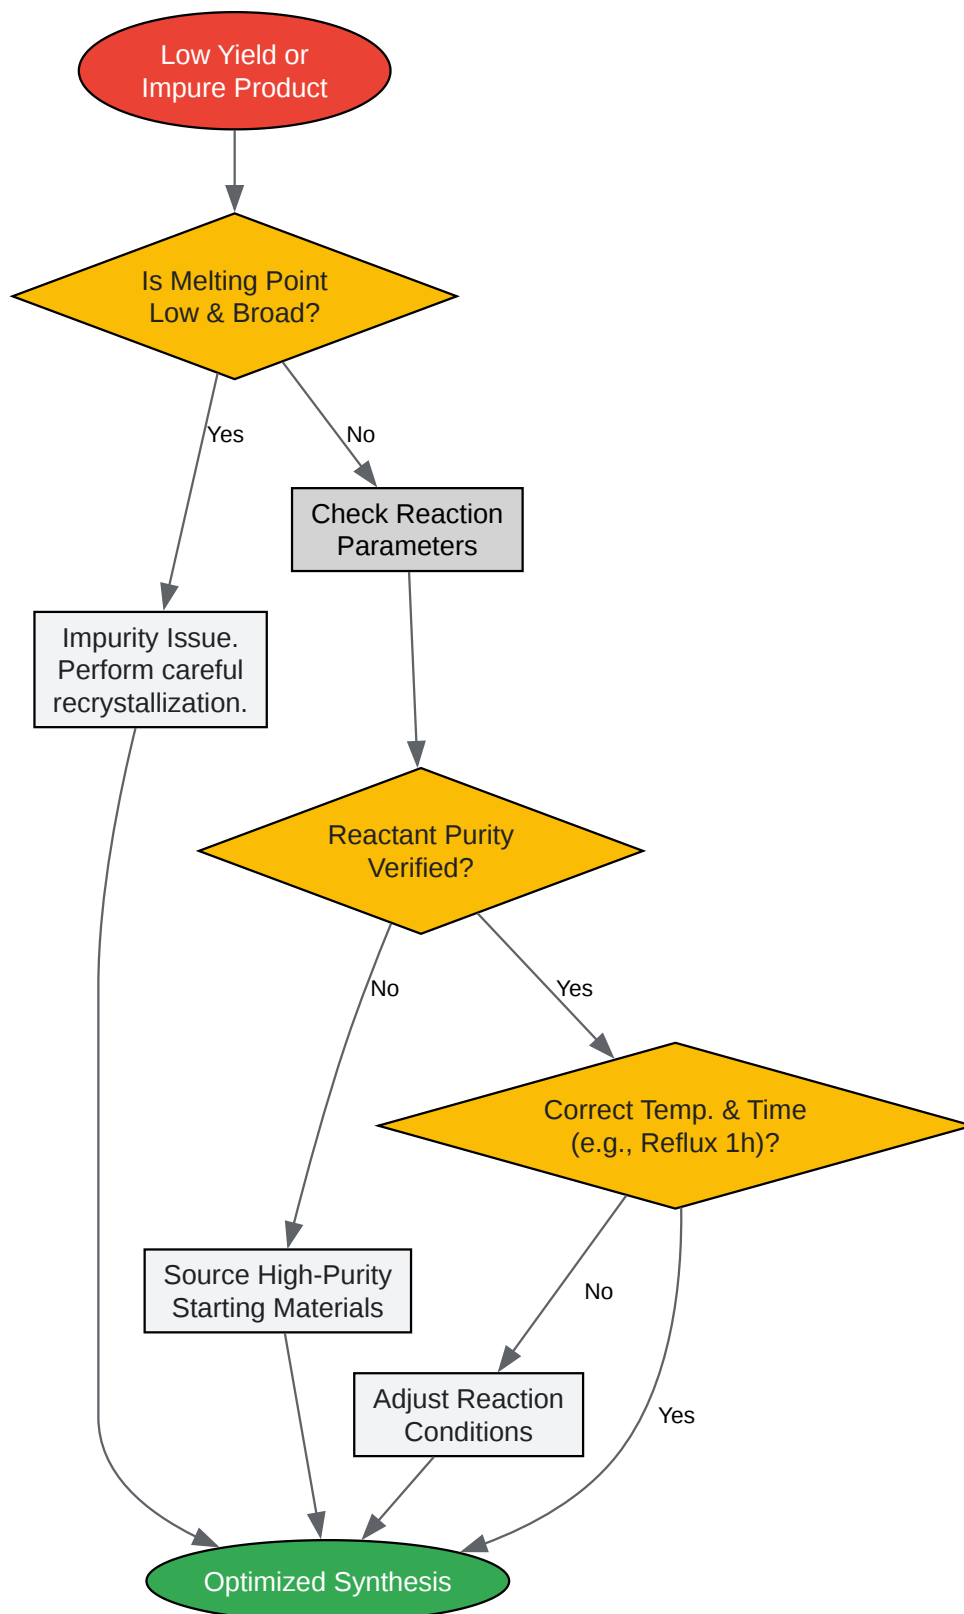 Low Yield or
Impure Product
Is Melting Point
Low & Broad?
Yes
No
Check Reaction
Parameters
Impurity Issue.
Perform careful
recrystallization.
Reactant Purity
Verified?
No
Yes
Correct Temp. & Time
(e.g., Reflux 1h)?
Source High-Purity
Starting Materials
No
Adjust Reaction
Conditions
Yes
Optimized Synthesis